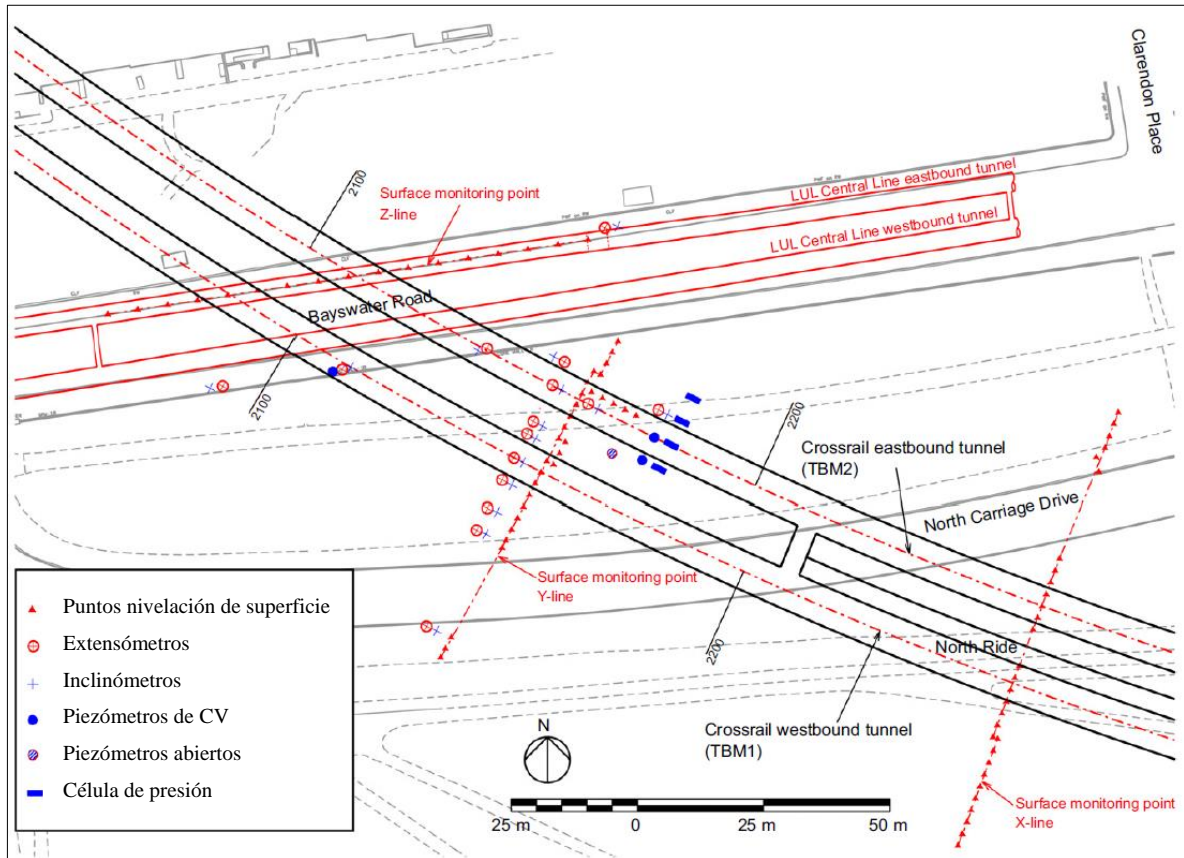 Clarendon Place
LUL Central Line eastbound tunnel
2100
Surface monitoring point
Z-line
LUL Central Line westbound tunnel
Bayswater Road
2100
2200
Crossrail eastbound tunnel
(TBM2)
North Carriage Drive
Surface monitoring point
Y-line
2200
North Ride
Crossrail westbound tunnel
(TBM1)
Puntos nivelación de superficie
Extensómetros
Inclinómetros
Piezómetros de CV
Piezómetros abiertos
Célula de presión
N
25 m 0 25 m 50 m
Surface monitoring point
X-line